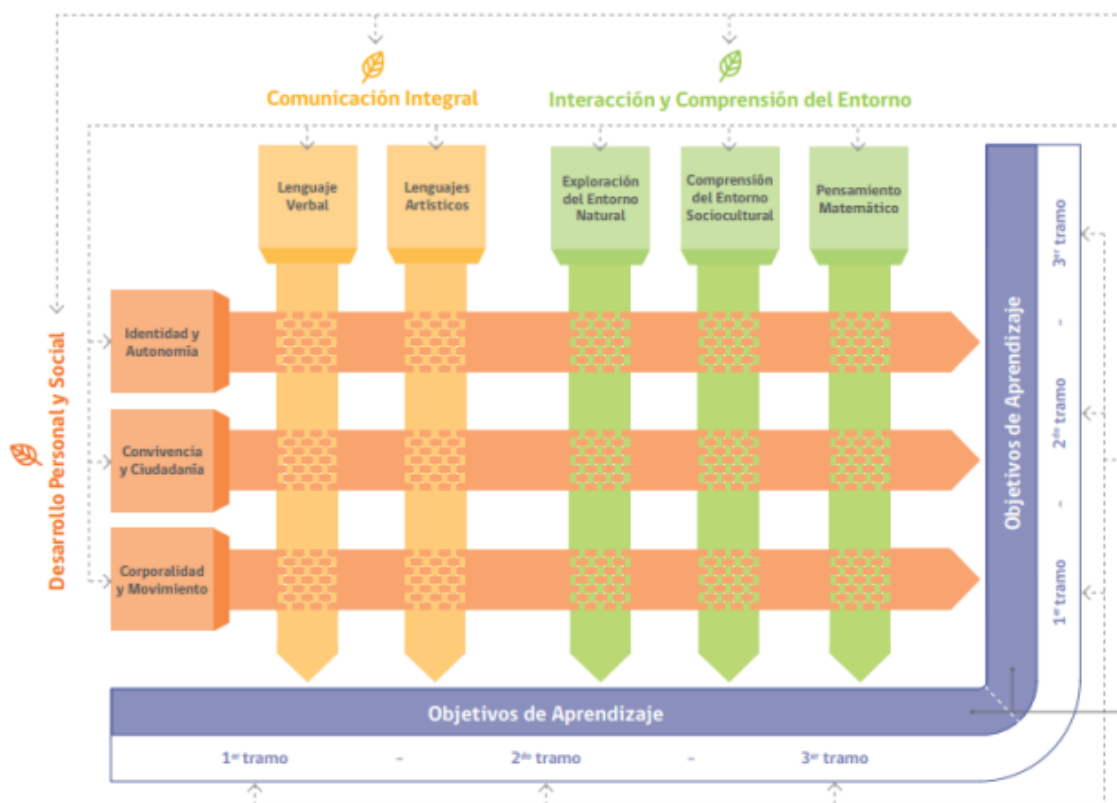 Comunicación Integral
Interacción y Comprensión del Entorno
Lenguaje
Verbal
Lenguajes
Artísticos
Exploración
del Entorno
Natural
Comprensión
del Entorno
Sociocultural
Pensamiento
Matemático
Desarrollo Personal y Social
Identidad y
Autonomía
Convivencia
y Ciudadanía
Corporalidad
y Movimiento
Objetivos de Aprendizaje
1er tramo - 2do tramo - 3er tramo
Objetivos de Aprendizaje
1er tramo - 2do tramo - 3er tramo